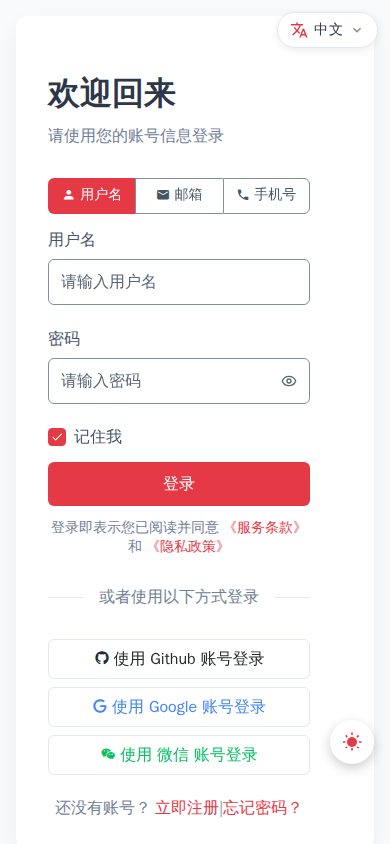 中文
欢迎回来
请使用您的账号信息登录
用户名 邮箱 手机号
用户名
请输入用户名
密码
请输入密码
记住我
登录
登录即表示您已阅读并同意 《服务条款》
和 《隐私政策》
或者使用以下方式登录
使用 Github 账号登录
使用 Google 账号登录
使用 微信 账号登录
还没有账号？ 立即注册|忘记密码？